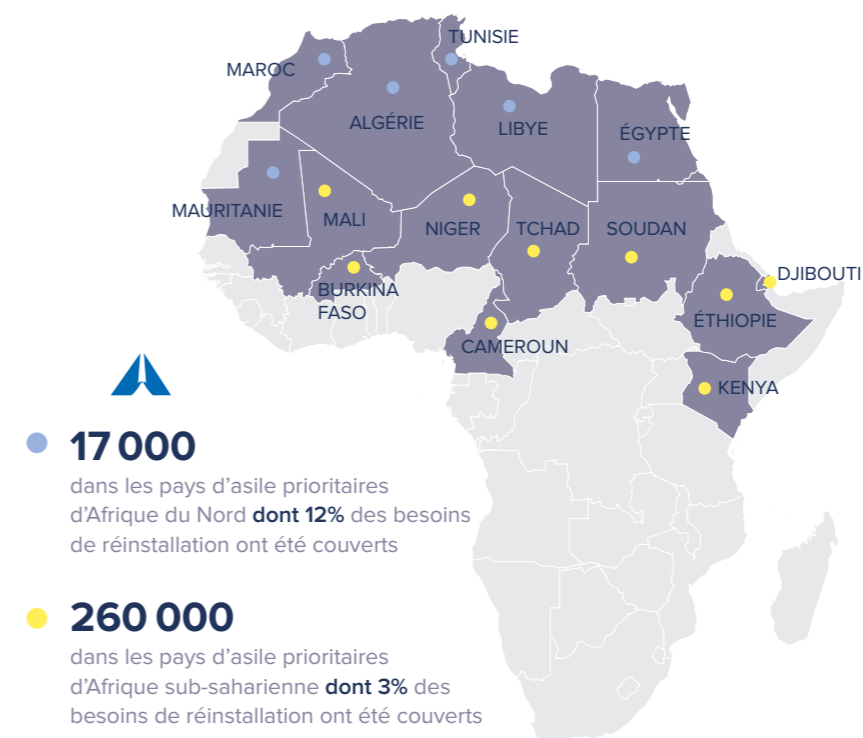 TUNISIE
MAROC
ALGÉRIE
LIBYE
ÉGYPTE
MAURITANIE
MALI
NIGER
TCHAD
SOUDAN
DJIBOUTI
BURKINA
FASO
ÉTHIOPIE
CAMEROUN
KENYA
17 000
dans les pays d’asile prioritaires
d’Afrique du Nord dont 12% des besoins
de réinstallation ont été couverts
260 000
dans les pays d’asile prioritaires
d’Afrique sub-saharienne dont 3% des
besoins de réinstallation ont été couverts